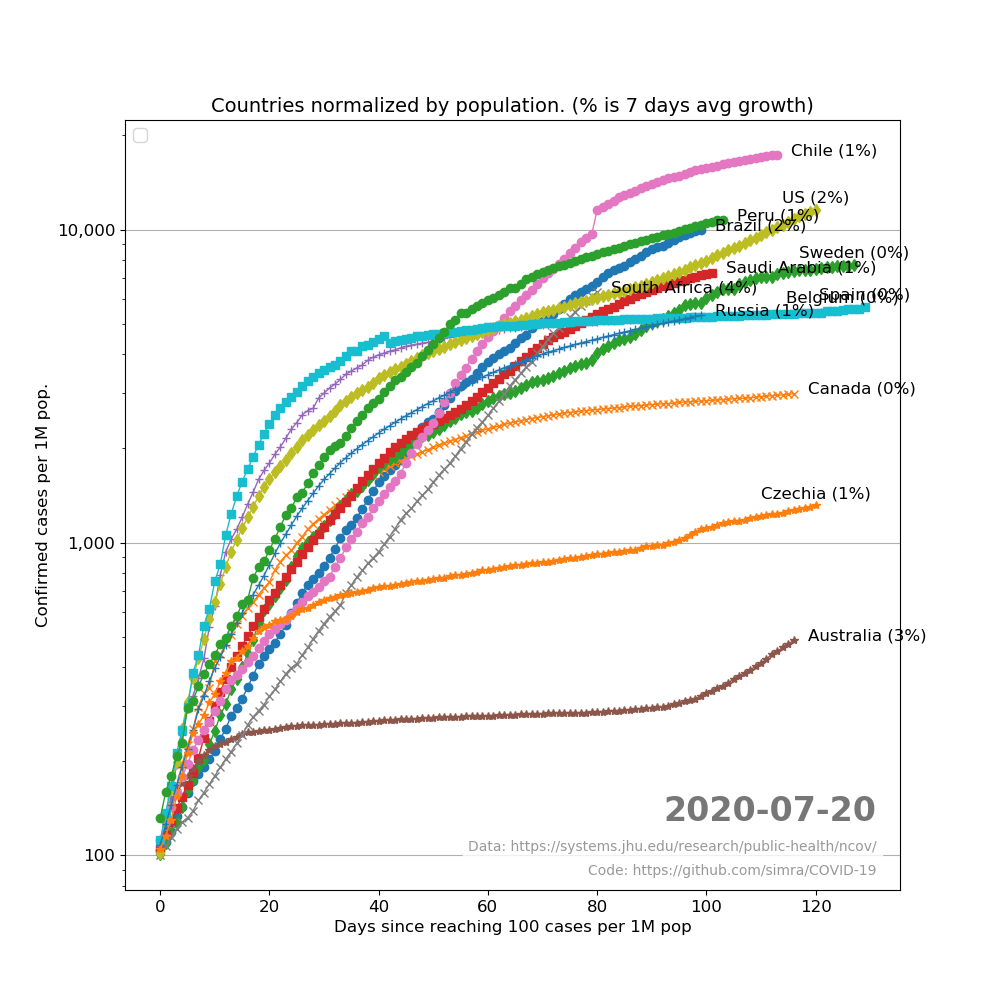 Countries normalized by population. (% is 7 days avg growth)
Chile (1%)
US (2%)
Peru (1%)
Brazil (2%)
Sweden (0%)
Saudi Arabia (1%)
South Africa (4%)
Spain (0%)
Belgium (0%)
Russia (1%)
Canada (0%)
Czechia (1%)
Australia (3%)
10,000
1,000
100
Confirmed cases per 1M pop.
2020-07-20
Data: https://systems.jhu.edu/research/public-health/ncov/
Code: https://github.com/simra/COVID-19
0 20 40 60 80 100 120
Days since reaching 100 cases per 1M pop